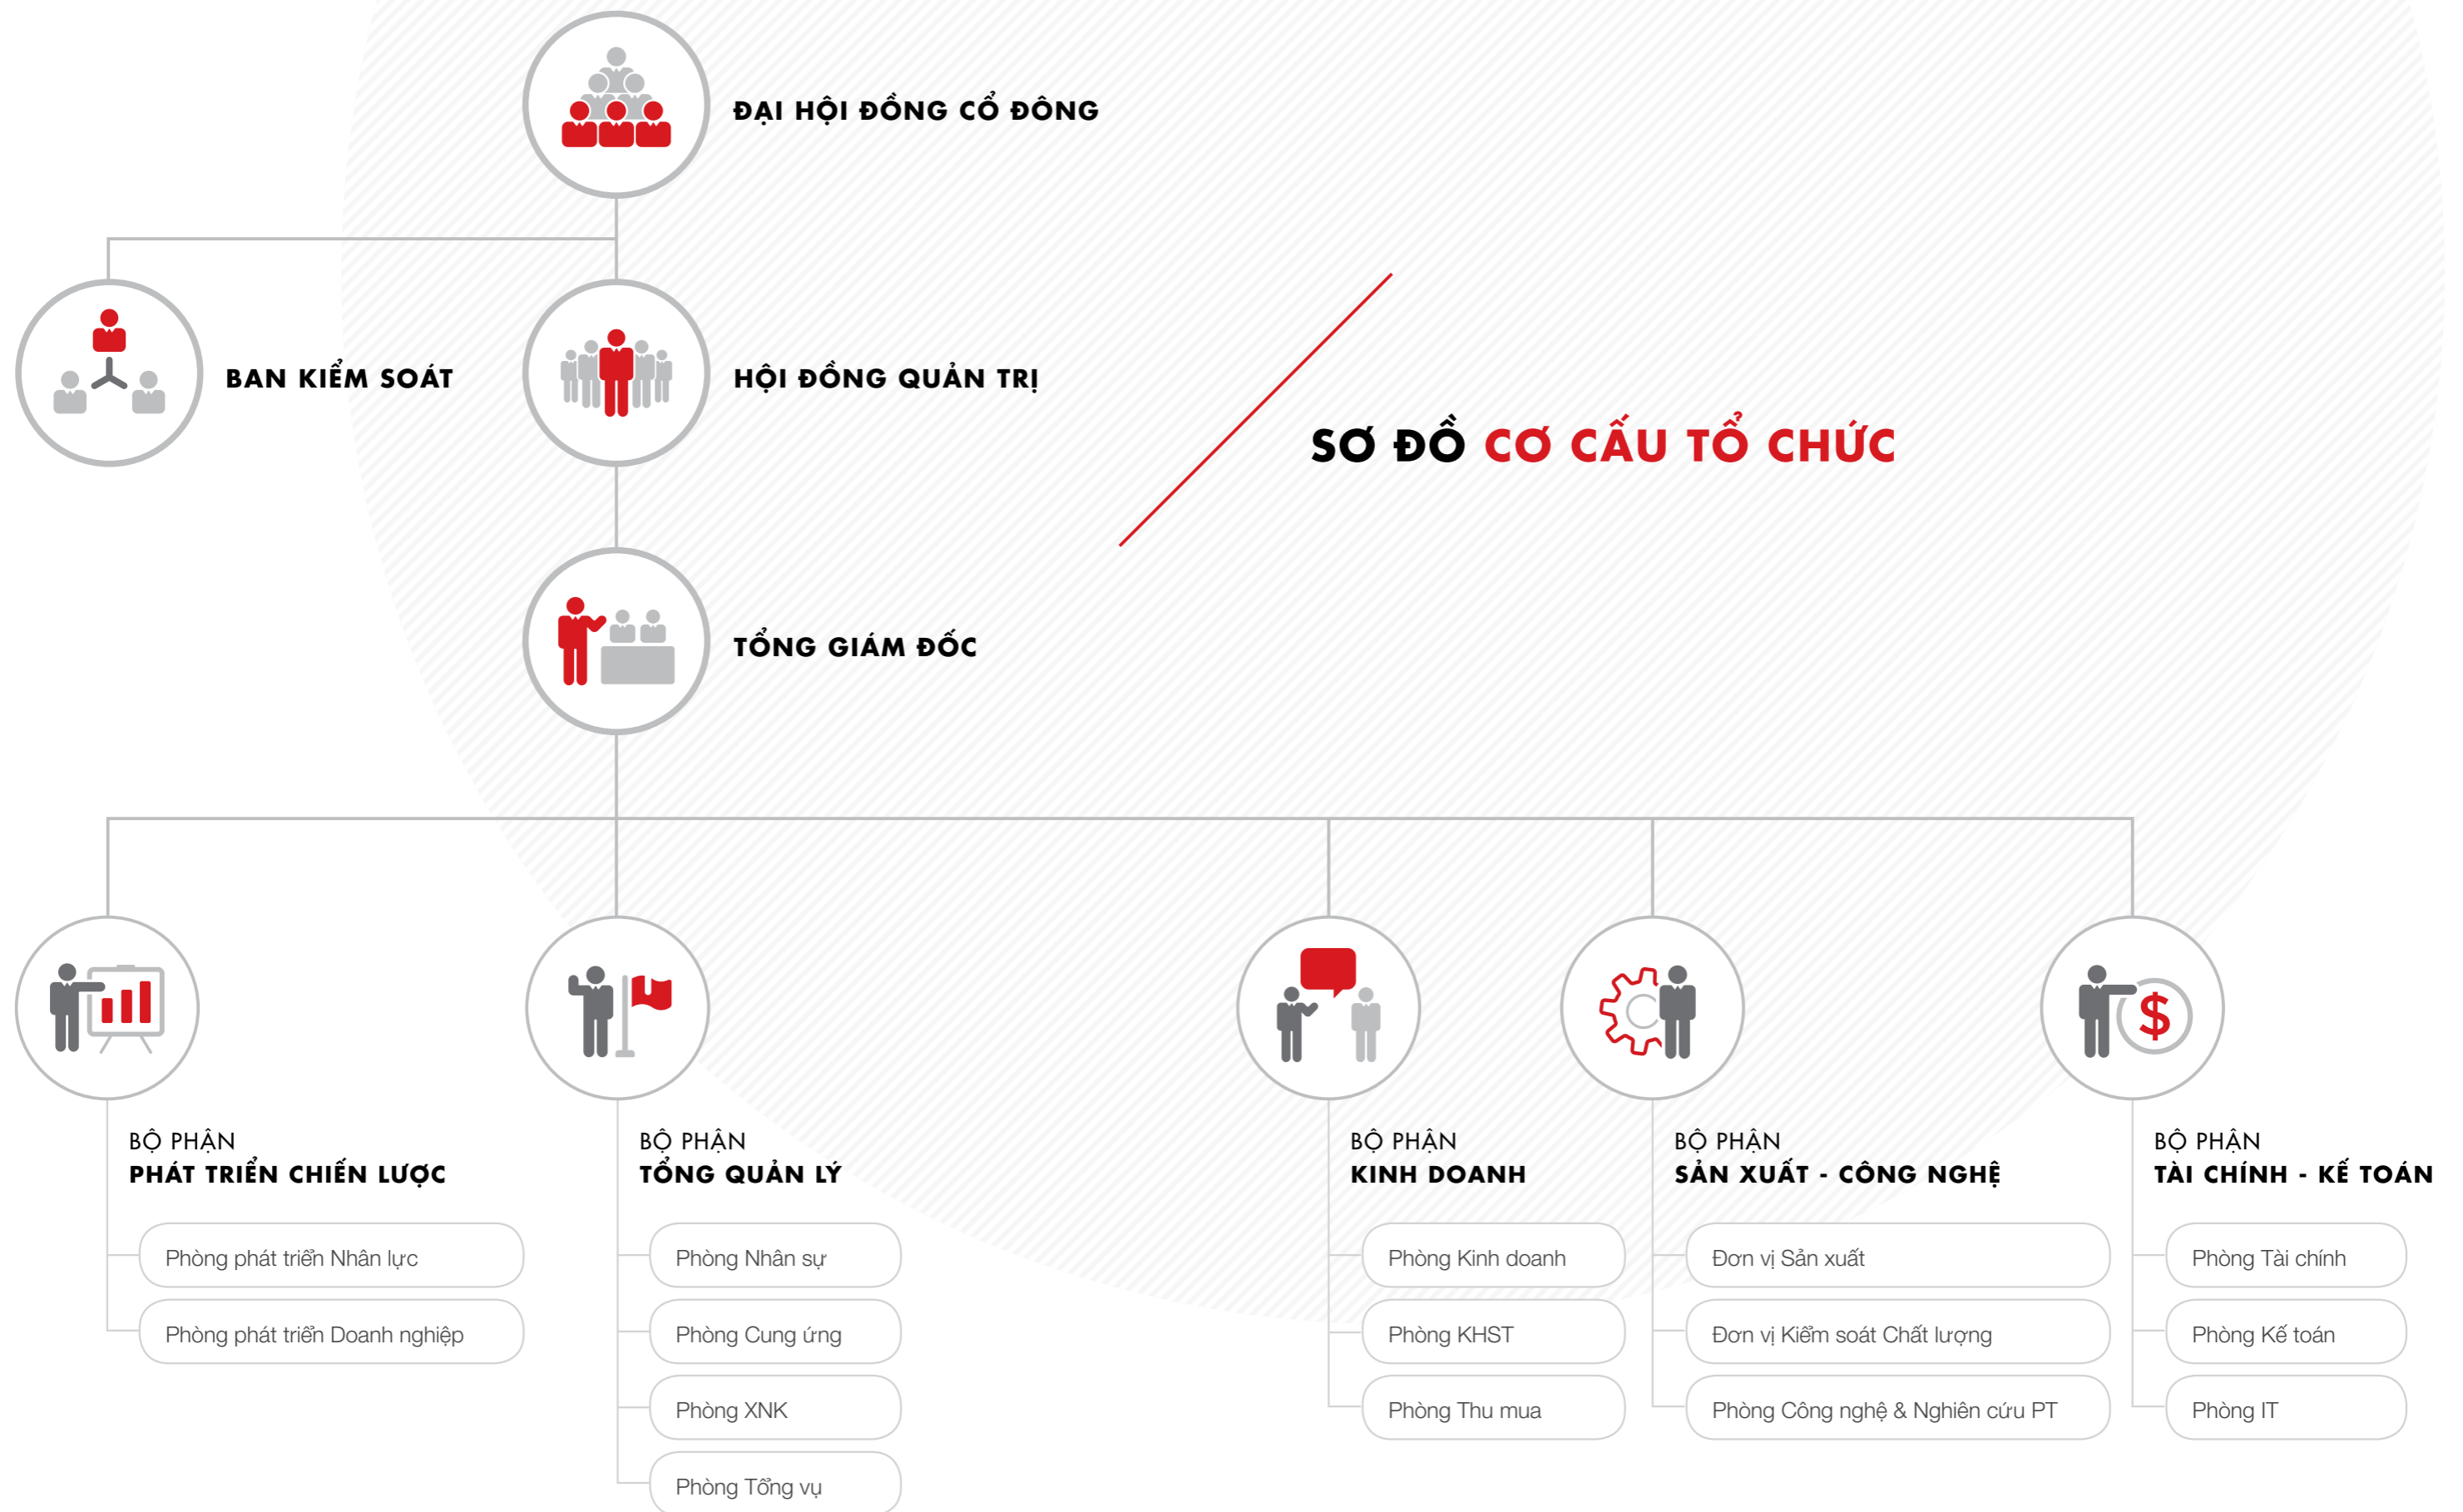 ĐẠI HỘI ĐỒNG CỔ ĐÔNG
BAN KIỂM SOÁT
HỘI ĐỒNG QUẢN TRỊ
SƠ ĐỒ CƠ CẤU TỔ CHỨC
TỔNG GIÁM ĐỐC
BỘ PHẬN
PHÁT TRIỂN CHIẾN LƯỢC
Phòng phát triển Nhân lực
Phòng phát triển Doanh nghiệp
BỘ PHẬN
TỔNG QUẢN LÝ
Phòng Nhân sự
Phòng Cung ứng
Phòng XNK
Phòng Tổng vụ
BỘ PHẬN
KINH DOANH
Phòng Kinh doanh
Phòng KHST
Phòng Thu mua
BỘ PHẬN
SẢN XUẤT - CÔNG NGHỆ
Đơn vị Sản xuất
Đơn vị Kiểm soát Chất lượng
Phòng Công nghệ & Nghiên cứu PT
BỘ PHẬN
TÀI CHÍNH - KẾ TOÁN
Phòng Tài chính
Phòng Kế toán
Phòng IT
$